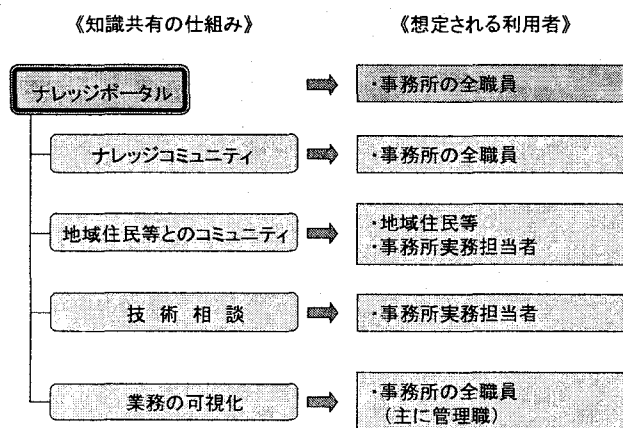 《知識共有の仕組み》 《想定される利用者》
ナレッジポータル ・事務所の全職員
ナレッジコミュニティ ・事務所の全職員
地域住民等とのコミュニティ ・地域住民等
・事務所実務担当者
技術相談 ・事務所実務担当者
業務の可視化 ・事務所の全職員
（主に管理職）